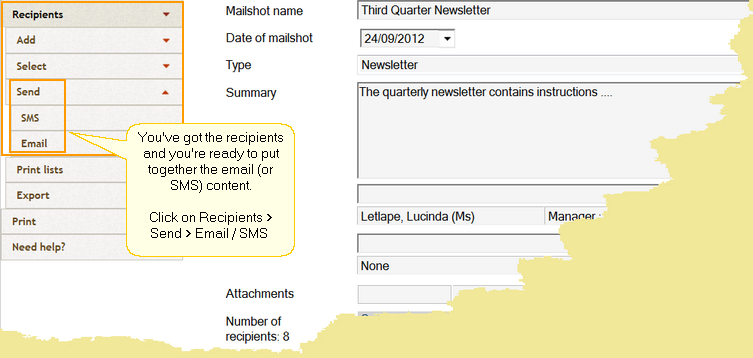 Recipients
Add
Select
Send
SMS
Email
Print lists
Export
Print
Need help?
You've got the recipients
and you're ready to put
together the email (or
SMS) content.
Click on Recipients >
Send > Email / SMS
Mailshot name
Third Quarter Newsletter
Date of mailshot
24/09/2012
Type
Newsletter
Summary
The quarterly newsletter contains instructions ....
Letlape, Lucinda (Ms)
Manager :
None
Attachments
Number of
recipients: 8